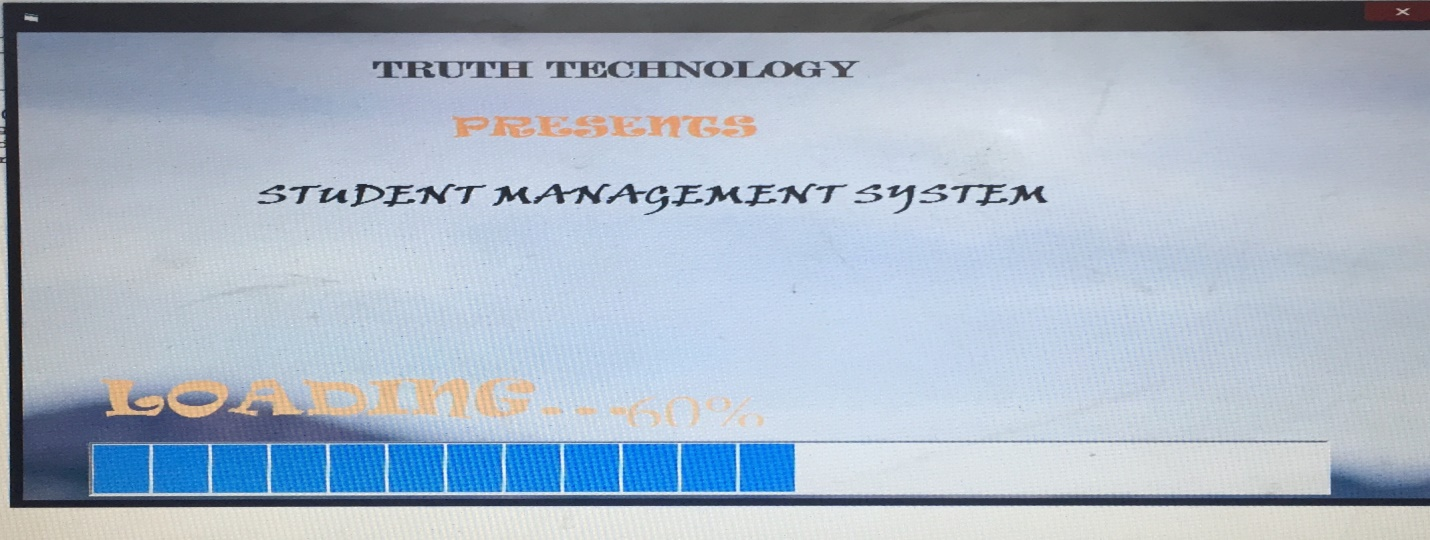 TRUTH TECHNOLOGY
PRESENTS
STUDENT MANAGEMENT SYSTEM
LOADING...60%